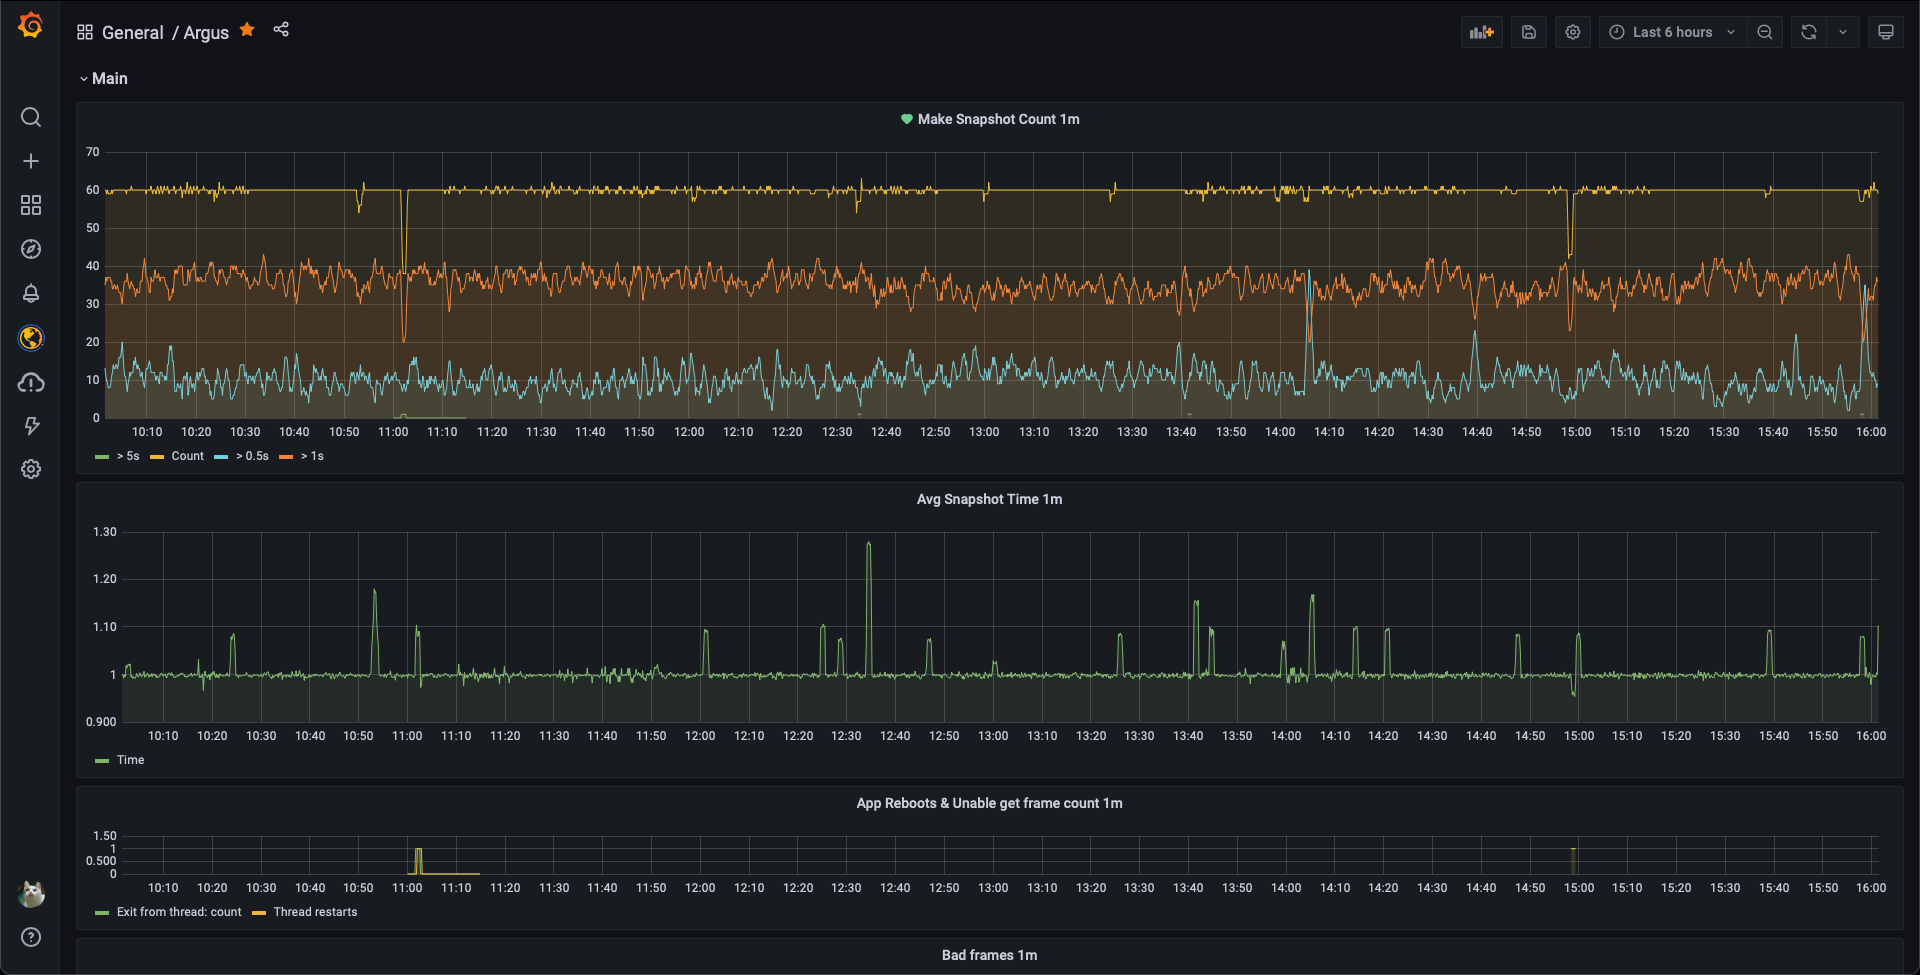 General / Argus
Last 6 hours
Main
Make Snapshot Count 1m
70
60
50
40
30
20
10
0
10:10 10:20 10:30 10:40 10:50 11:00 11:10 11:20 11:30 11:40 11:50 12:00 12:10 12:20 12:30 12:40 12:50 13:00 13:10 13:20 13:30 13:40 13:50 14:00 14:10 14:20 14:30 14:40 14:50 15:00 15:10 15:20 15:30 15:40 15:50 16:00
> 5s Count > 0.5s > 1s
Avg Snapshot Time 1m
1.30
1.20
1.10
1
0.900
10:10 10:20 10:30 10:40 10:50 11:00 11:10 11:20 11:30 11:40 11:50 12:00 12:10 12:20 12:30 12:40 12:50 13:00 13:10 13:20 13:30 13:40 13:50 14:00 14:10 14:20 14:30 14:40 14:50 15:00 15:10 15:20 15:30 15:40 15:50 16:00
Time
App Reboots & Unable get frame count 1m
1.50
1
0.500
0
10:10 10:20 10:30 10:40 10:50 11:00 11:10 11:20 11:30 11:40 11:50 12:00 12:10 12:20 12:30 12:40 12:50 13:00 13:10 13:20 13:30 13:40 13:50 14:00 14:10 14:20 14:30 14:40 14:50 15:00 15:10 15:20 15:30 15:40 15:50 16:00
Exit from thread: count Thread restarts
Bad frames 1m